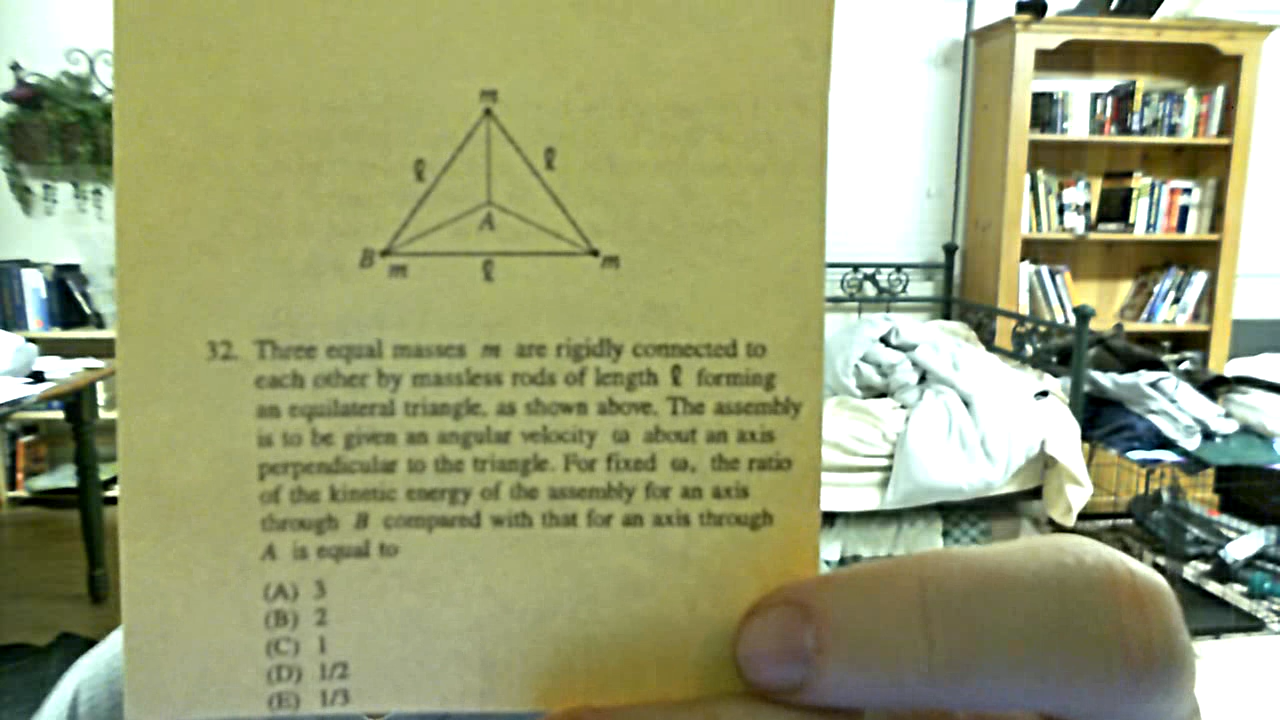 m
ℓ ℓ
A
B m ℓ m
32. Three equal masses m are rigidly connected to
each other by massless rods of length ℓ forming
an equilateral triangle, as shown above. The assembly
is to be given an angular velocity ω about an axis
perpendicular to the triangle. For fixed ω, the ratio
of the kinetic energy of the assembly for an axis
through B compared with that for an axis through
A is equal to
(A) 3
(B) 2
(C) 1
(D) 1/2
(E) 1/3